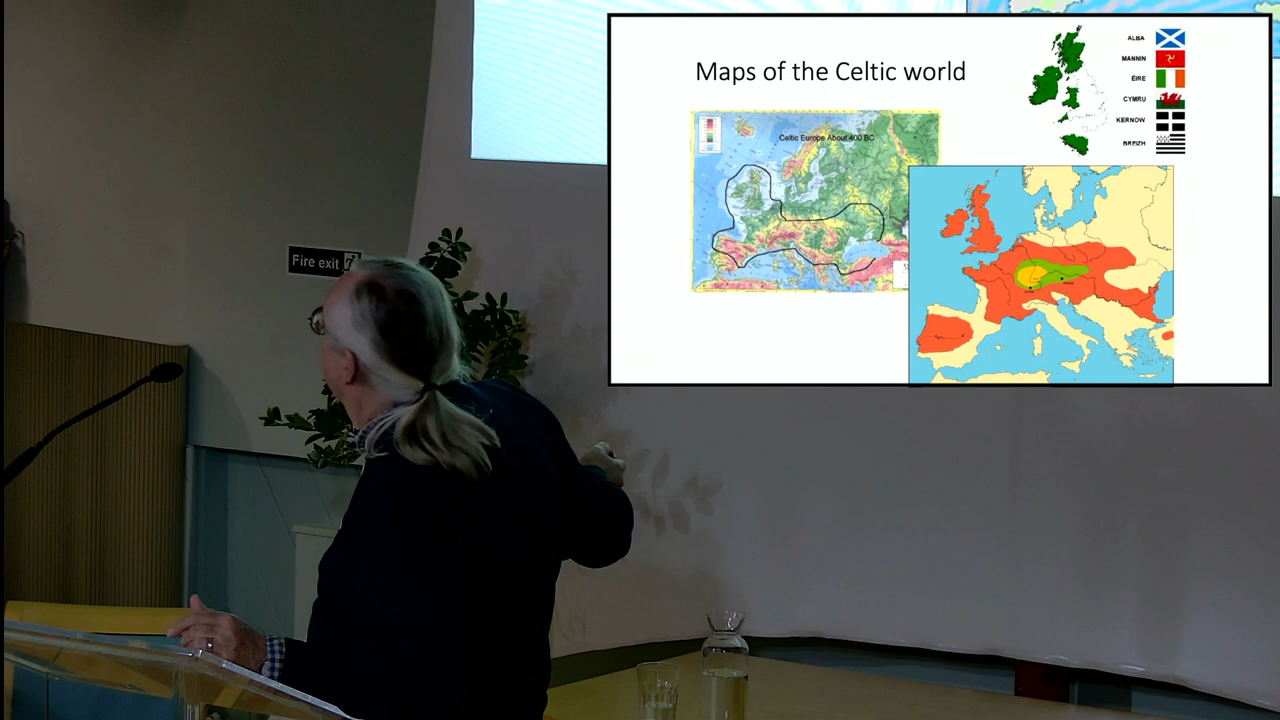 Maps of the Celtic world
Celtic Europe About 400 BC
ALBA
MANNIN
ÉIRE
CYMRU
KERNOW
BREIZH
Fire exit